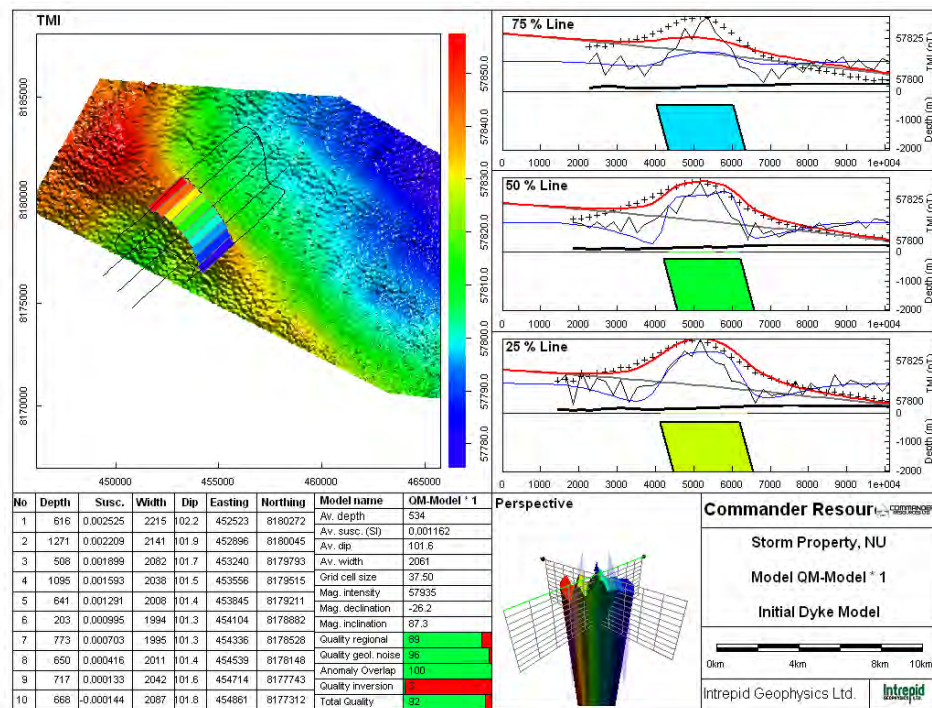 TMI
8185000
8180000
8175000
8170000
450000 455000 460000 465000
57850.0
57840.0
57830.0
57820.0
57810.0
57800.0
57790.0
57780.0
75 % Line
57825
57800
TMI (nT)
0
-1000
-2000
Depth (m)
0 1000 2000 3000 4000 5000 6000 7000 8000 9000 1e+004
50 % Line
57825
57800
TMI (nT)
0
-1000
-2000
Depth (m)
0 1000 2000 3000 4000 5000 6000 7000 8000 9000 1e+004
25 % Line
57825
57800
TMI (nT)
0
-1000
-2000
Depth (m)
0 1000 2000 3000 4000 5000 6000 7000 8000 9000 1e+004
No Depth Susc. Width Dip Easting Northing
1 616 0.002525 2215 102.2 452523 8180272
2 1271 0.002209 2141 101.9 452896 8180045
3 508 0.001899 2082 101.7 453240 8179793
4 1095 0.001593 2038 101.5 453556 8179515
5 641 0.001291 2008 101.4 453845 8179211
6 203 0.000995 1994 101.3 454104 8178882
7 773 0.000703 1995 101.3 454336 8178528
8 650 0.000416 2011 101.4 454539 8178148
9 717 0.000133 2042 101.6 454714 8177743
10 668 -0.000144 2087 101.8 454861 8177312
Model name QM-Model * 1
Av. depth 534
Av. susc. (SI) 0.001162
Av. dip 101.6
Av. width 2061
Grid cell size 37.50
Mag. intensity 57935
Mag. declination -26.2
Mag. inclination 87.3
Quality regional 89
Quality geol. noise 96
Anomaly Overlap 100
Quality inversion 3
Total Quality 92
Perspective
Commander Resour
COMMANDER
RESOURCES LTD
Storm Property, NU
Model QM-Model * 1
Initial Dyke Model
0km 4km 8km 10km
Intrepid Geophysics Ltd.
Intrepid